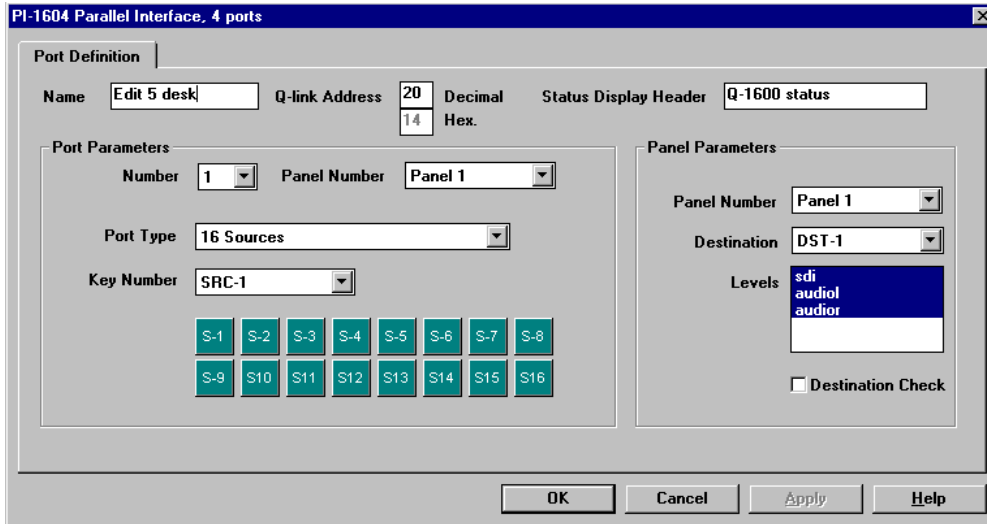 PI-1604 Parallel Interface, 4 ports
Port Definition
Name Edit 5 desk Q-link Address 20 Decimal Status Display Header Q-1600 status
14 Hex.
Port Parameters
Number 1 Panel Number Panel 1
Port Type 16 Sources
Key Number SRC-1
S-1 S-2 S-3 S-4 S-5 S-6 S-7 S-8
S-9 S10 S11 S12 S13 S14 S15 S16
Panel Parameters
Panel Number Panel 1
Destination DST-1
Levels sdi
audiol
audior
Destination Check
OK Cancel Apply Help